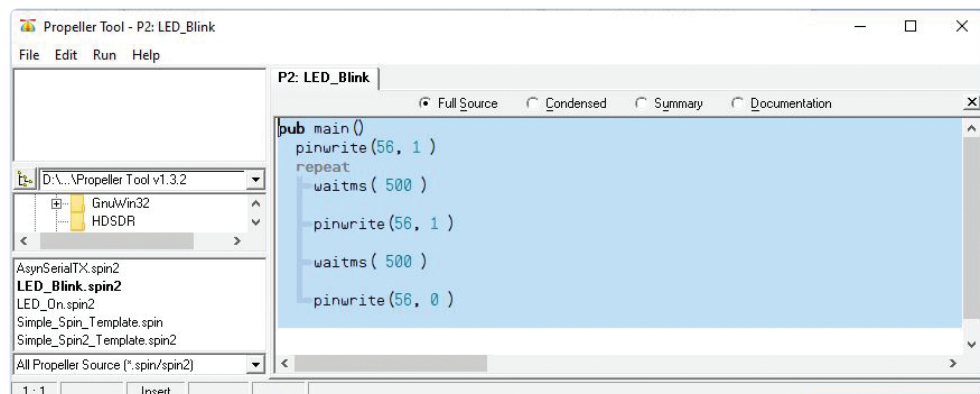 Propeller Tool - P2: LED_Blink
File Edit Run Help
P2: LED_Blink
Full Source Condensed Summary Documentation
pub main()
pinwrite(56, 1 )
repeat
waitms( 500 )
pinwrite(56, 1 )
waitms( 500 )
pinwrite(56, 0 )
D:\...\Propeller Tool v1.3.2
GnuWin32
HDSDR
AsynSerialTX.spin2
LED_Blink.spin2
LED_On.spin2
Simple_Spin_Template.spin
Simple_Spin2_Template.spin2
All Propeller Source (*.spin/spin2)
1 : 1 Insert